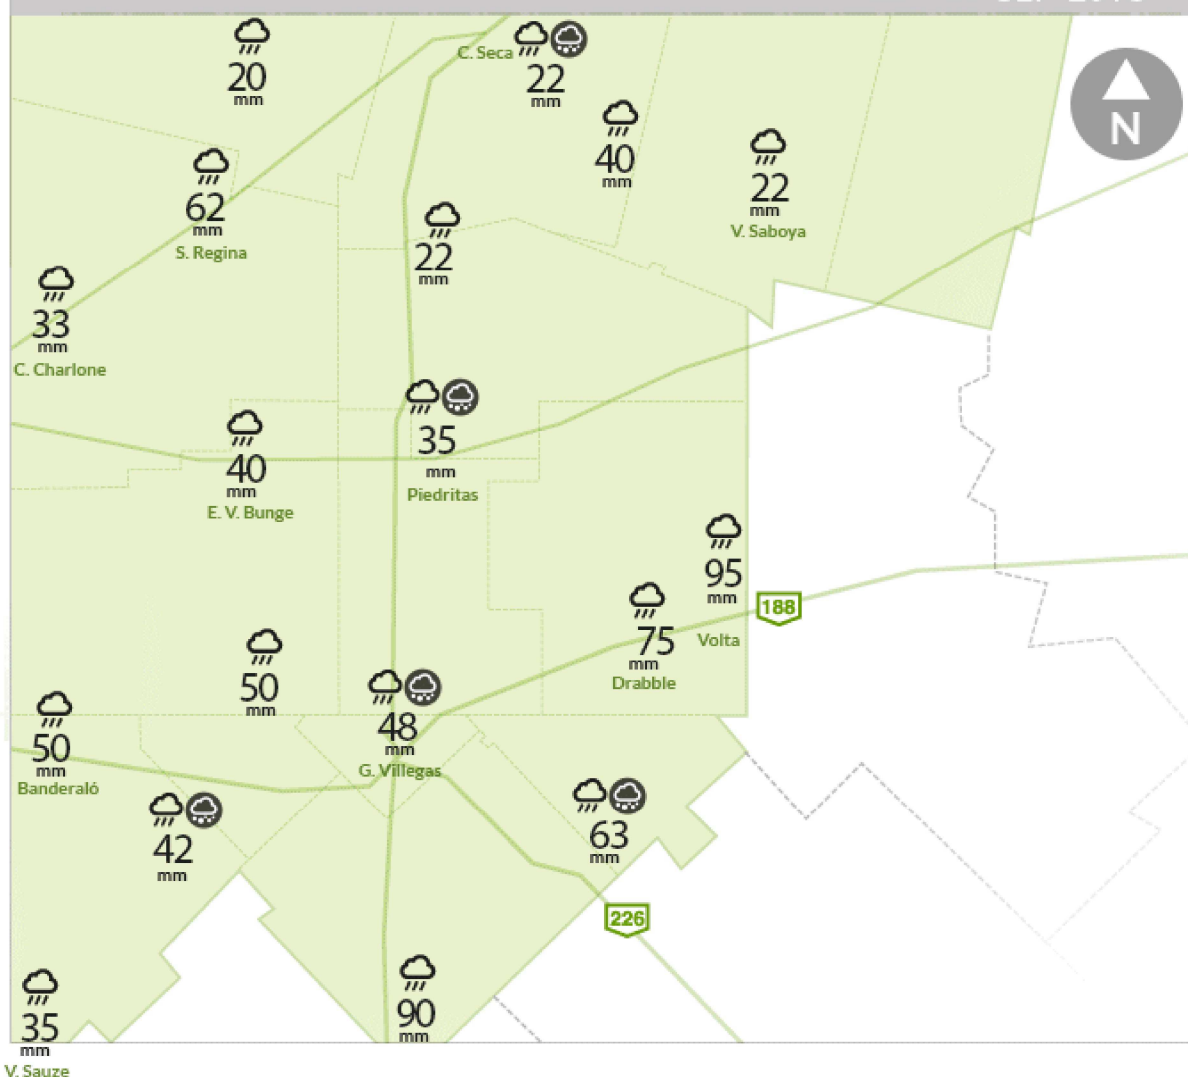 20
mm
C. Seca
22
mm
40
mm
22
mm
V. Saboya
N
62
mm
S. Regina
22
mm
33
mm
C. Charlone
35
mm
Piedritas
40
mm
E. V. Bunge
95
mm
Volta
188
75
mm
Drabble
50
mm
48
mm
G. Villegas
50
mm
Banderaló
42
mm
63
mm
226
90
mm
35
mm
V. Sauze